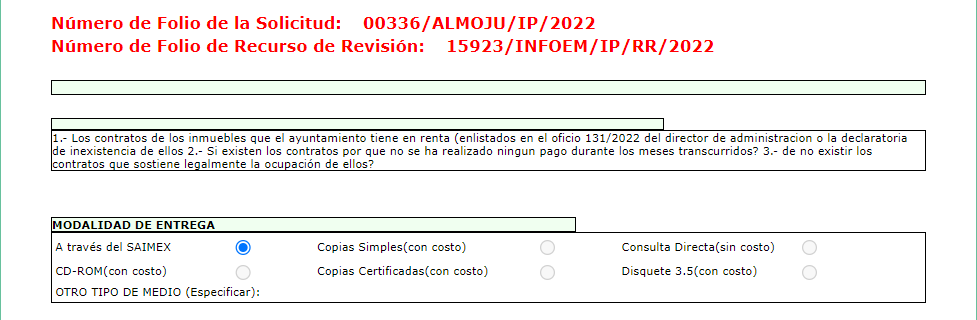 Número de Folio de la Solicitud: 00336/ALMOJU/IP/2022
Número de Folio de Recurso de Revisión: 15923/INFOEM/IP/RR/2022
1.- Los contratos de los inmuebles que el ayuntamiento tiene en renta (enlistados en el oficio 131/2022 del director de administracion o la declaratoria
de inexistencia de ellos 2.- Si existen los contratos por que no se ha realizado ningun pago durante los meses transcurridos? 3.- de no existir los
contratos que sostiene legalmente la ocupación de ellos?
MODALIDAD DE ENTREGA
A través del SAIMEX Copias Simples(con costo) Consulta Directa(sin costo)
CD-ROM(con costo) Copias Certificadas(con costo) Disquete 3.5(con costo)
OTRO TIPO DE MEDIO (Especificar):